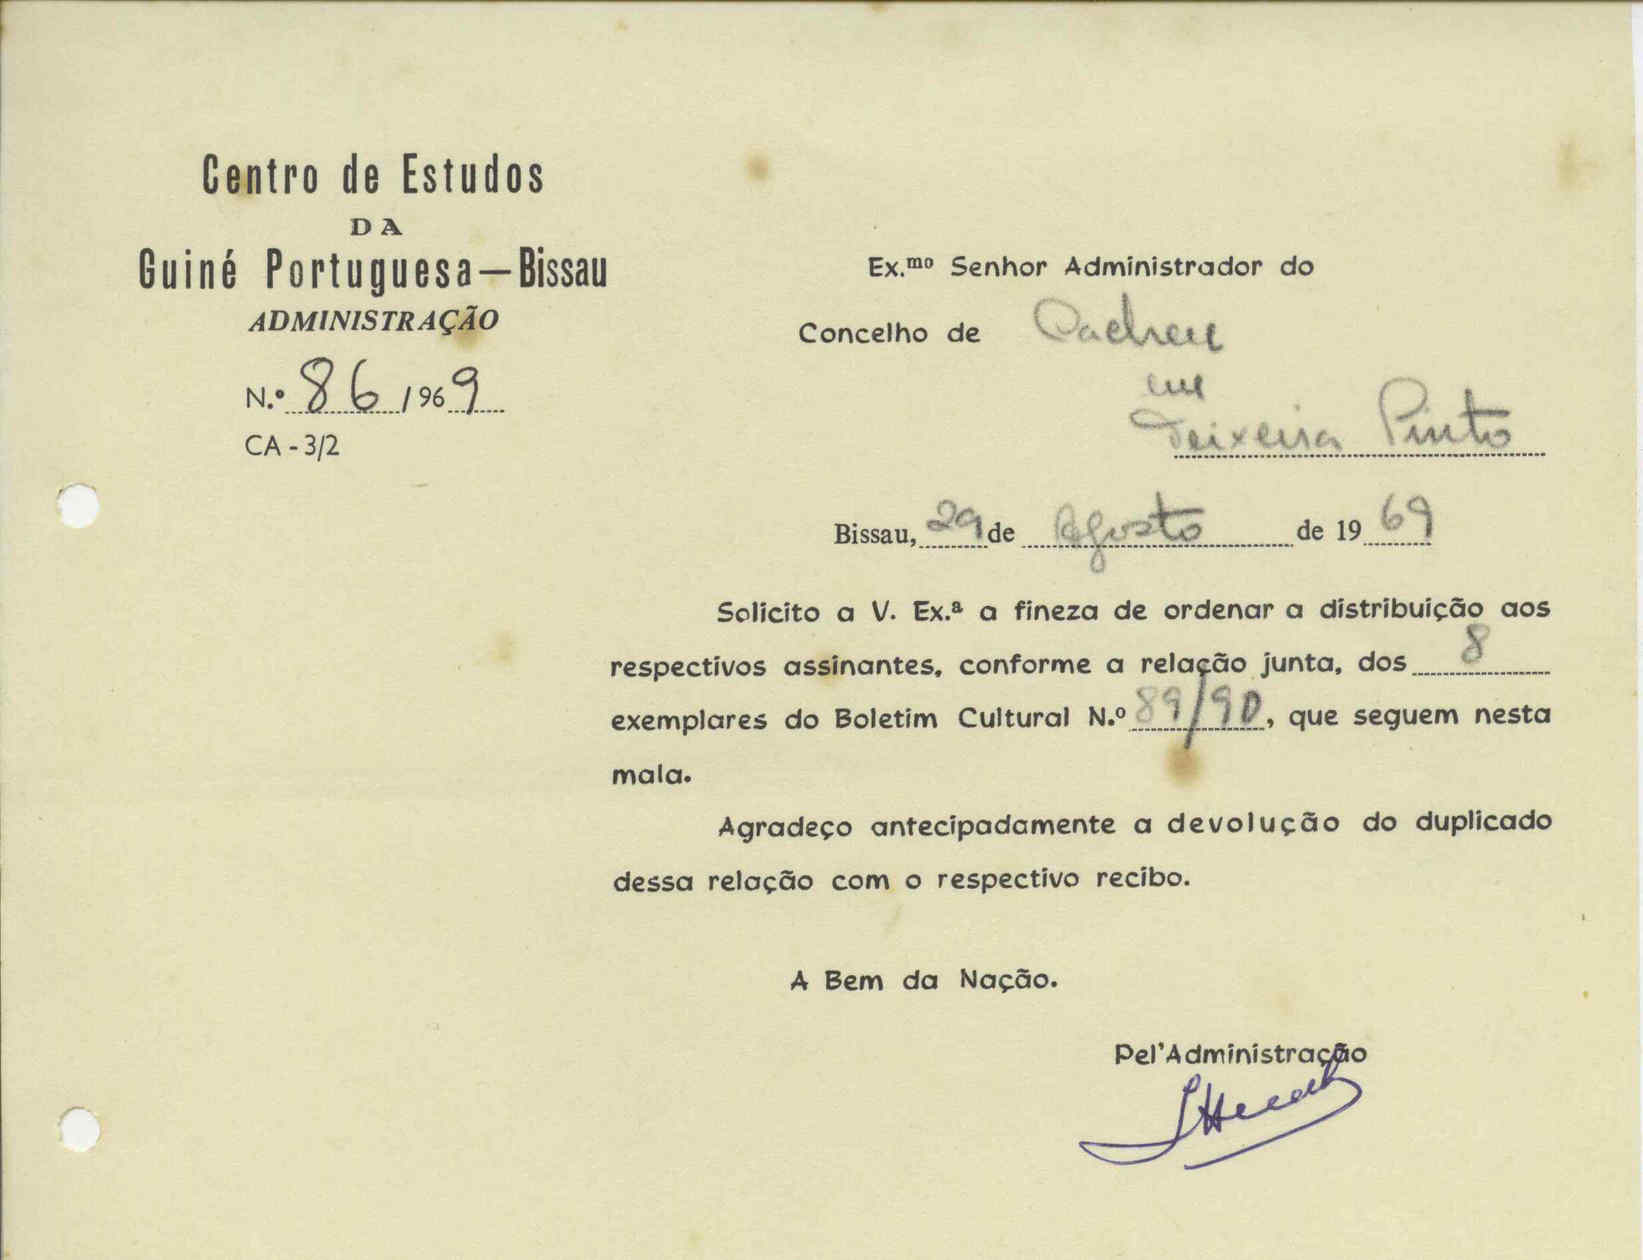 Centro de Estudos
DA
Guiné Portuguesa—Bissau
ADMINISTRAÇÃO
N.º 86/1969
CA - 3/2
Ex.mo Senhor Administrador do
Concelho de Cacheu
em
Teixeira Pinto
Bissau, 29 de Agosto de 1969
Solicito a V. Ex.ª a fineza de ordenar a distribuição aos
respectivos assinantes, conforme a relação junta, dos 8
exemplares do Boletim Cultural N.º 89/90, que seguem nesta
mala.
Agradeço antecipadamente a devolução do duplicado
dessa relação com o respectivo recibo.
A Bem da Nação.
Pel'Administração